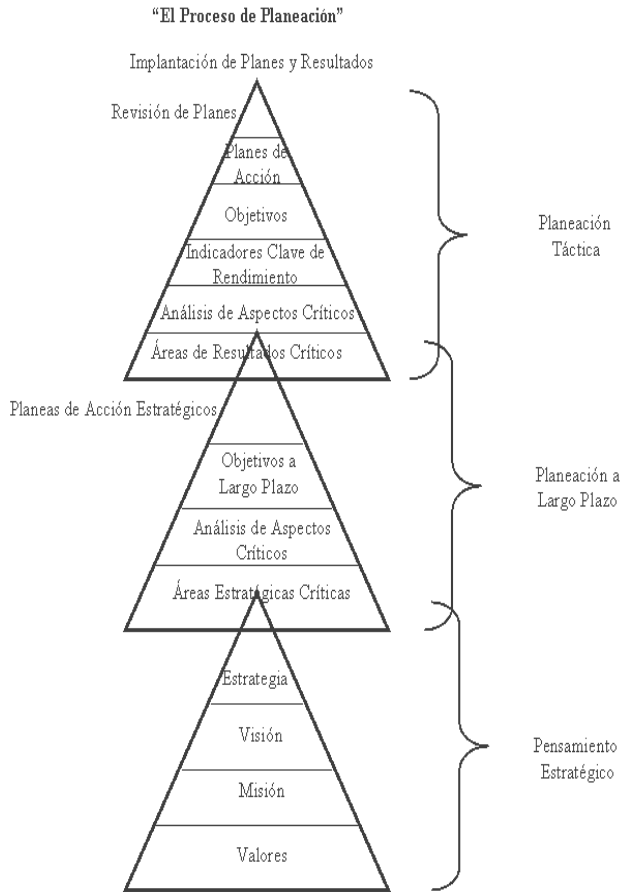 “El Proceso de Planeación”
Implantación de Planes y Resultados
Revisión de Planes
Planes de
Acción
Objetivos
Indicadores Clave de
Rendimiento
Análisis de Aspectos Críticos
Áreas de Resultados Críticos
Planeación
Táctica
Planeas de Acción Estratégicos
Objetivos a
Largo Plazo
Análisis de Aspectos
Críticos
Áreas Estratégicas Críticas
Planeación a
Largo Plazo
Estrategia
Visión
Misión
Valores
Pensamiento
Estratégico